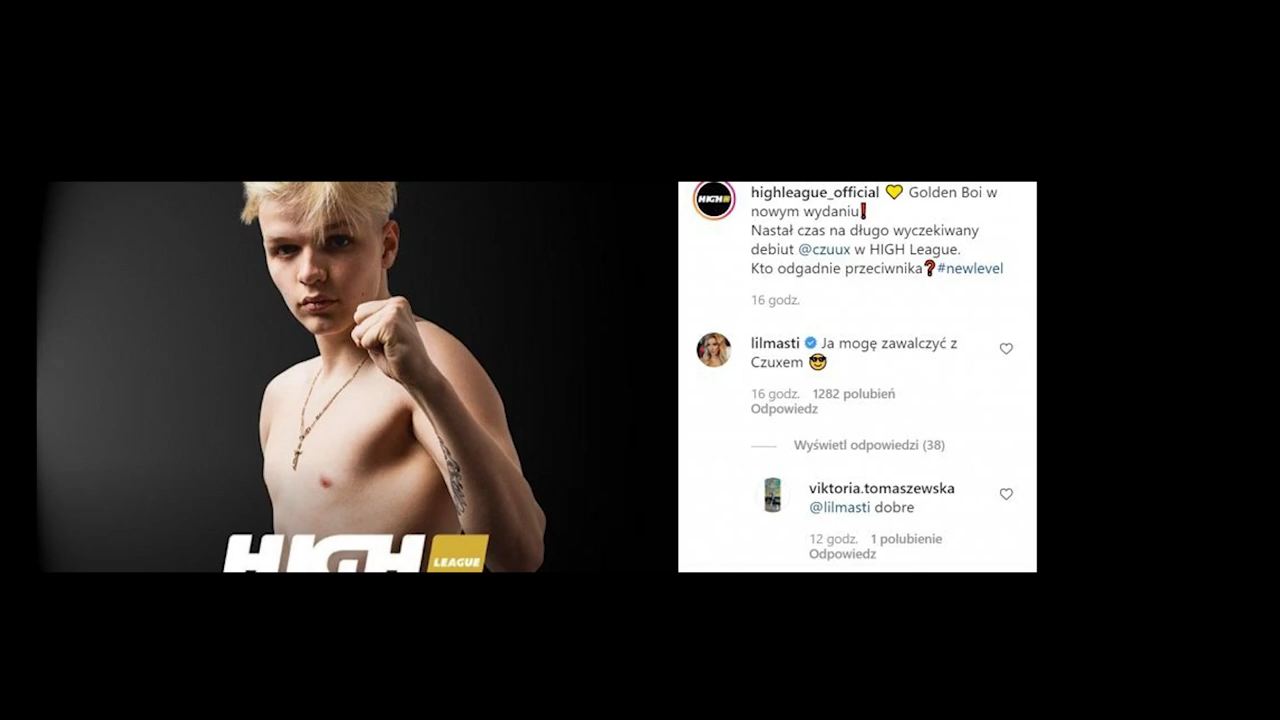 HIGH
LEAGUE
HIGH
highleague_official 💛 Golden Boi w
nowym wydaniu❗
Nastał czas na długo wyczekiwany
debiut @czuux w HIGH League.
Kto odgadnie przeciwnika❓#newlevel
16 godz.
lilmasti Ja mogę zawalczyć z
Czuxem 😎
16 godz. 1282 polubień
Odpowiedz
Wyświetl odpowiedzi (38)
viktoria.tomaszewska
@lilmasti dobre
12 godz. 1 polubienie
Odpowiedz